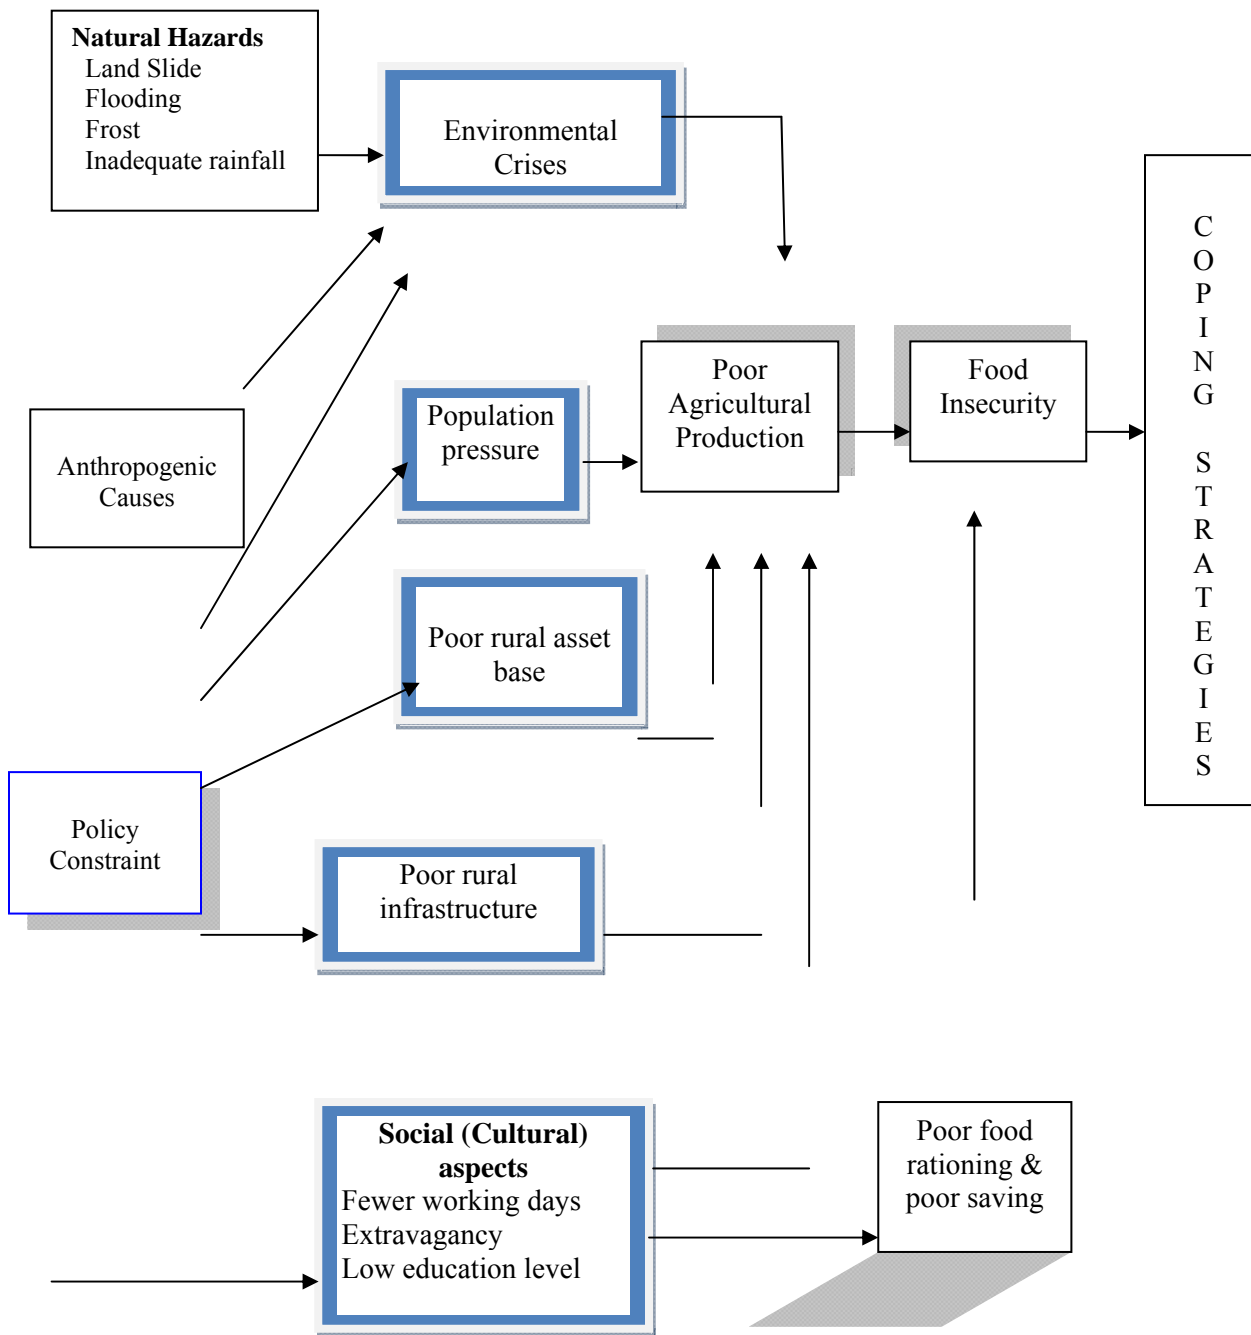 Natural Hazards
Land Slide
Flooding
Frost
Inadequate rainfall
Environmental
Crises
Anthropogenic
Causes
Population
pressure
Poor
Agricultural
Production
Food
Insecurity
C
O
P
I
N
G
S
T
R
A
T
E
G
I
E
S
Poor rural asset
base
Policy
Constraint
Poor rural
infrastructure
Social (Cultural)
aspects
Fewer working days
Extravagancy
Low education level
Poor food
rationing &
poor saving